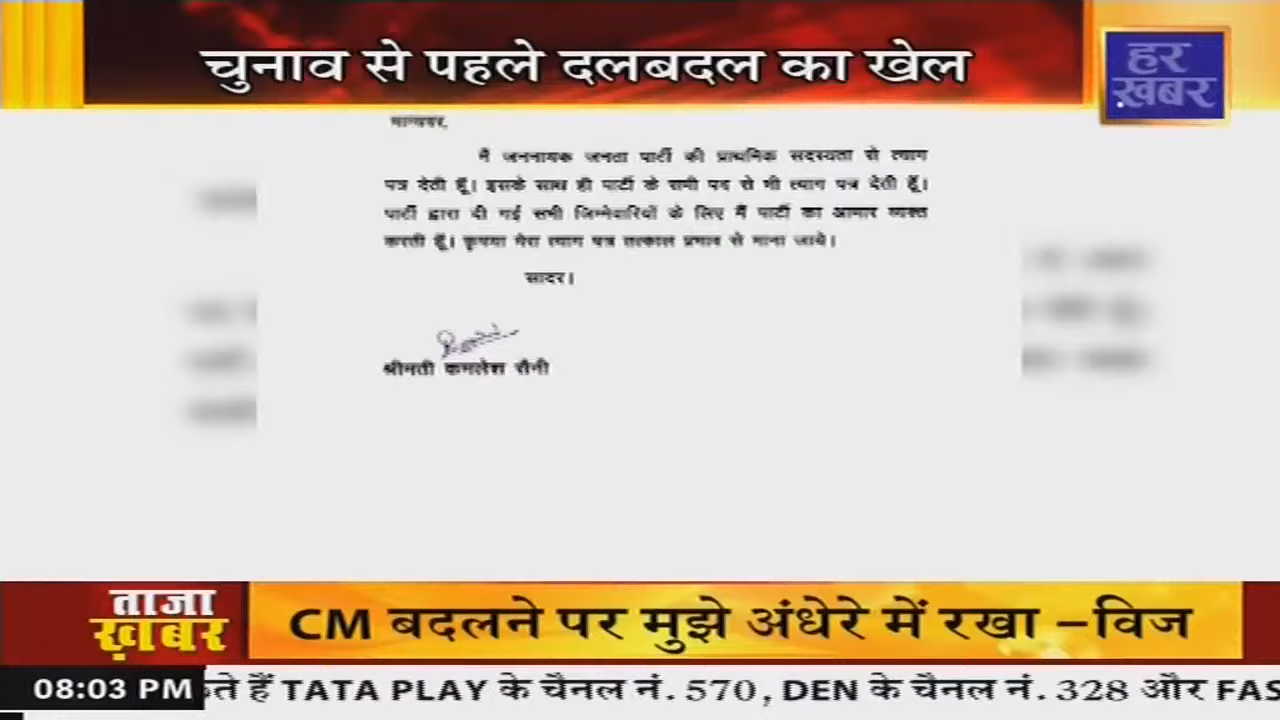 चुनाव से पहले दलबदल का खेल
हर
ख़बर
मान्यवर,
मैं जननायक जनता पार्टी की प्राथमिक सदस्यता से त्याग
पत्र देती हूँ। इसके साथ ही पार्टी के सभी पद से भी त्याग पत्र देती हूँ।
पार्टी द्वारा दी गई सभी जिम्मेवारियों के लिए मैं पार्टी का आभार व्यक्त
करती हूँ। कृपया मेरा त्याग पत्र तत्काल प्रभाव से माना जाये।
सादर।
श्रीमती कमलेश सैनी
ताजा
ख़बर
CM बदलने पर मुझे अंधेरे में रखा –विज
08:03 PM
ते हैं TATA PLAY के चैनल नं. 570, DEN के चैनल नं. 328 और FAS